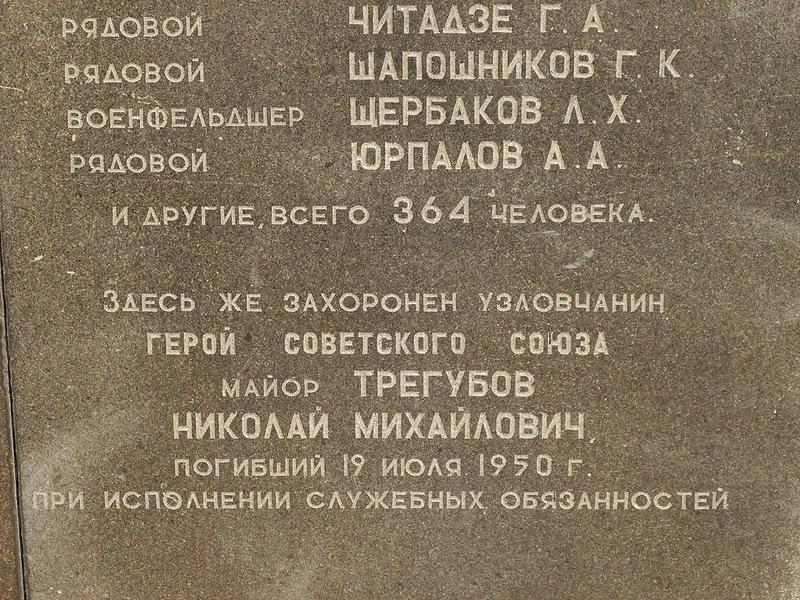 РЯДОВОЙ ЧИТАДЗЕ Г. А.
РЯДОВОЙ ШАПОШНИКОВ Г. К.
ВОЕНФЕЛЬДШЕР ЩЕРБАКОВ Л. Х.
РЯДОВОЙ ЮРПАЛОВ А. А.
И ДРУГИЕ, ВСЕГО 364 ЧЕЛОВЕКА.
ЗДЕСЬ ЖЕ ЗАХОРОНЕН УЗЛОВЧАНИН
ГЕРОЙ СОВЕТСКОГО СОЮЗА
МАЙОР ТРЕГУБОВ
НИКОЛАЙ МИХАЙЛОВИЧ,
ПОГИБШИЙ 19 ИЮЛЯ 1950 Г.
ПРИ ИСПОЛНЕНИИ СЛУЖЕБНЫХ ОБЯЗАННОСТЕЙ